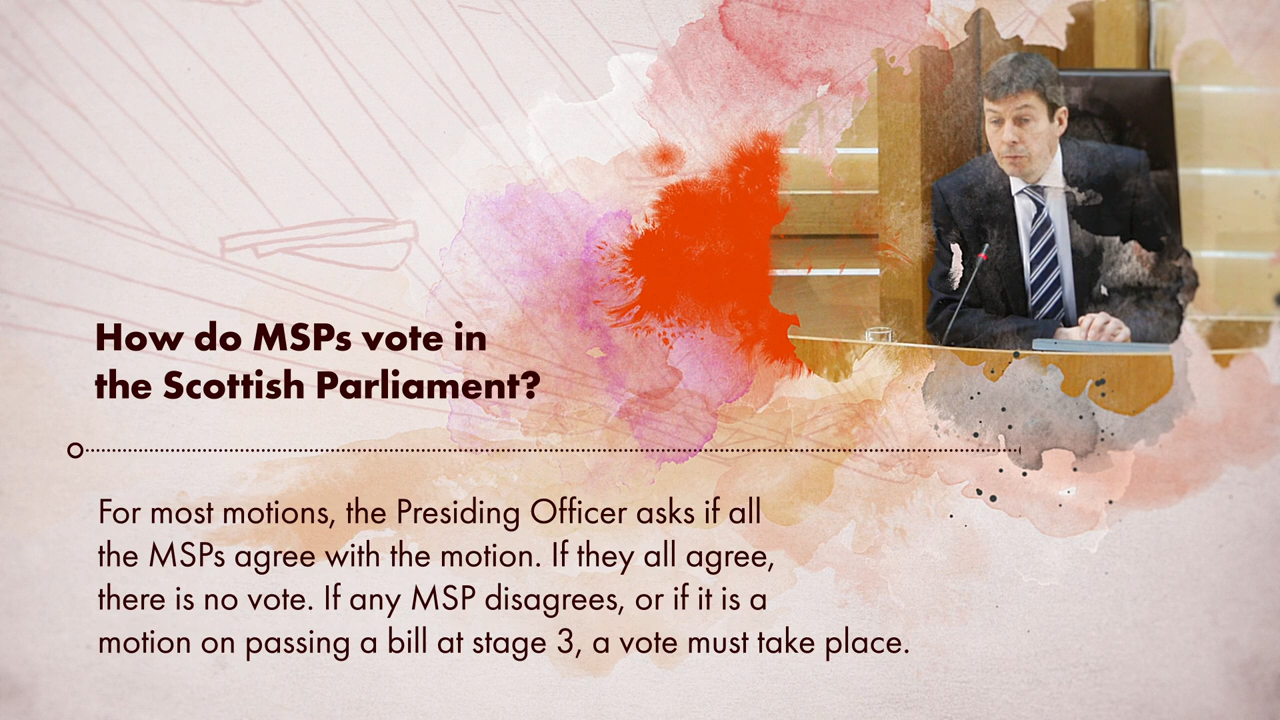 How do MSPs vote in
the Scottish Parliament?
For most motions, the Presiding Officer asks if all
the MSPs agree with the motion. If they all agree,
there is no vote. If any MSP disagrees, or if it is a
motion on passing a bill at stage 3, a vote must take place.